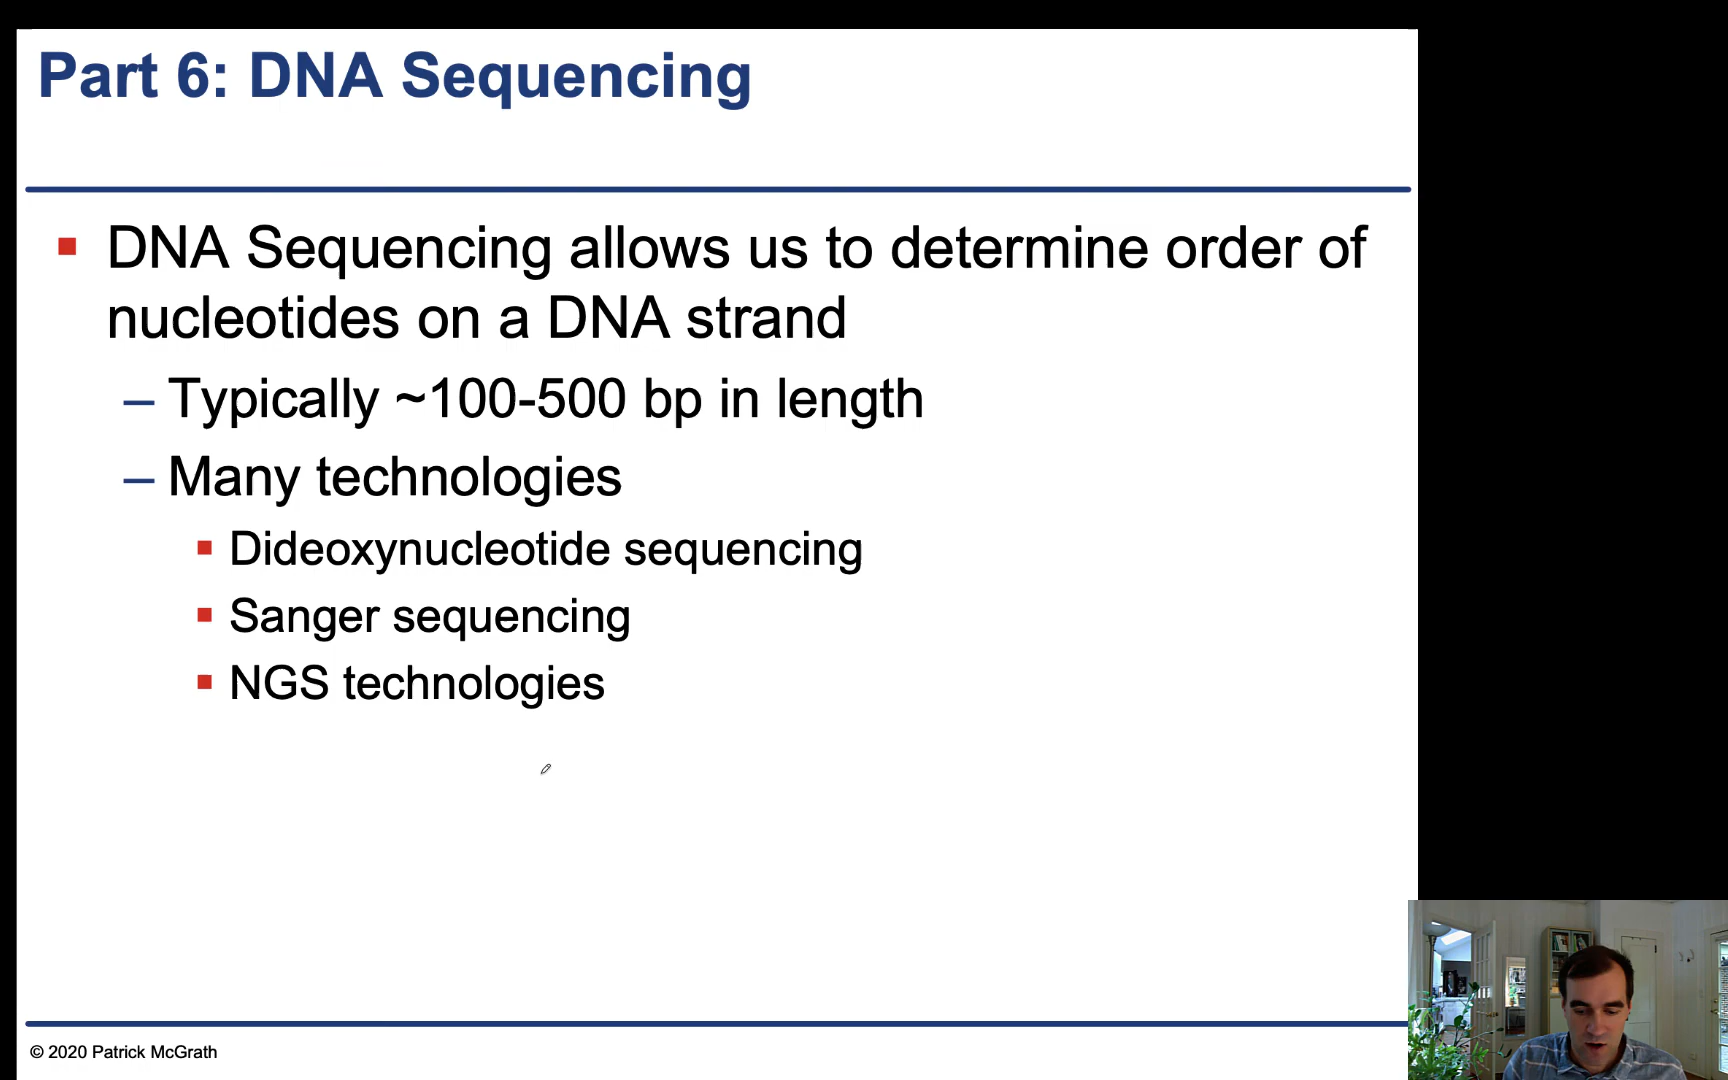 Part 6: DNA Sequencing
DNA Sequencing allows us to determine order of
nucleotides on a DNA strand
– Typically ~100-500 bp in length
– Many technologies
Dideoxynucleotide sequencing
Sanger sequencing
NGS technologies
© 2020 Patrick McGrath